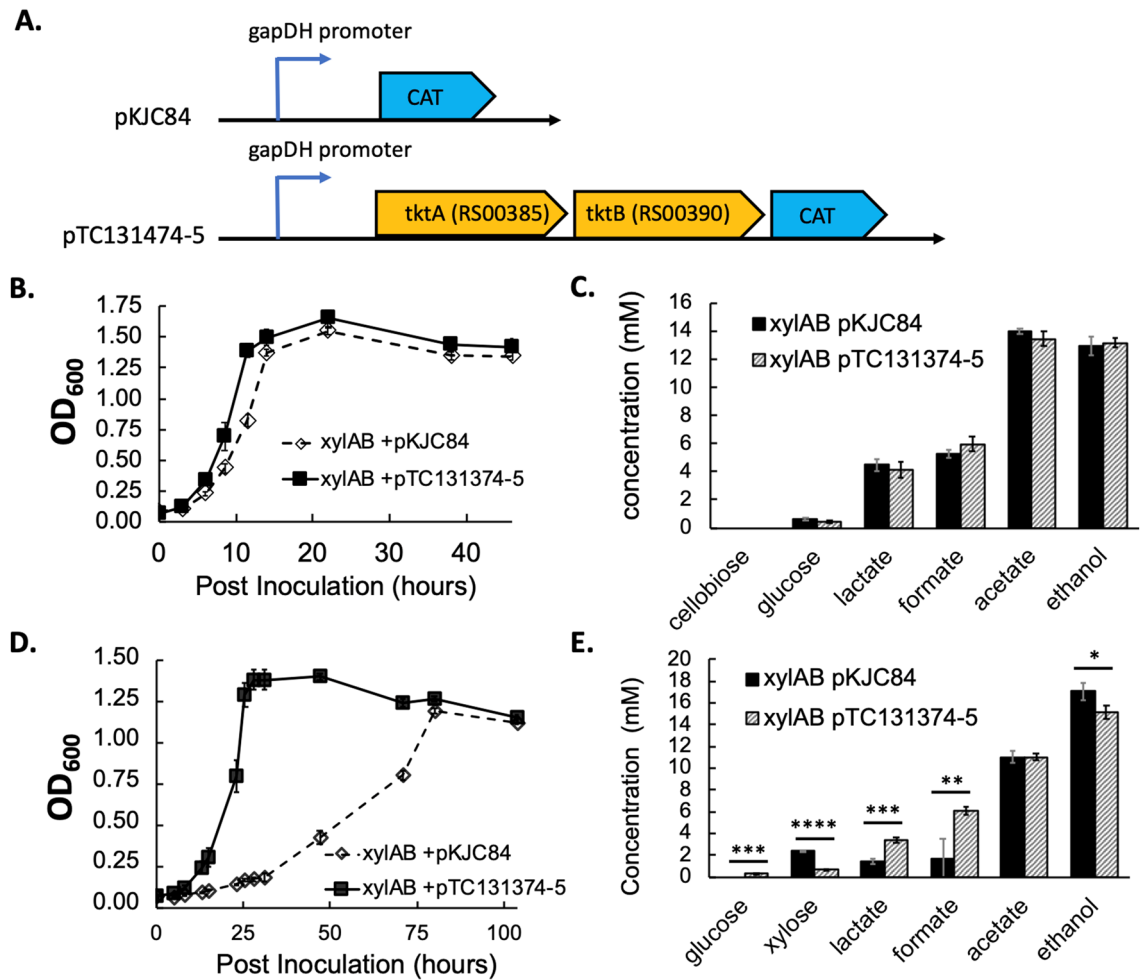 A.
gapDH promoter
CAT
pKJC84
gapDH promoter
tktA (RS00385)
tktB (RS00390)
CAT
pTC131474-5
B.
1.75
1.50
1.25
1.00
0.75
0.50
0.25
0.00
OD600
xylAB +pKJC84
xylAB +pTC131374-5
0 10 20 30 40
Post Inoculation (hours)
C.
16
14
12
10
8
6
4
2
0
concentration (mM)
xylAB pKJC84
xylAB pTC131374-5
cellobiose
glucose
lactate
formate
acetate
ethanol
D.
1.50
1.25
1.00
0.75
0.50
0.25
0.00
OD600
xylAB +pKJC84
xylAB +pTC131374-5
0 25 50 75 100
Post Inoculation (hours)
E.
20
18
16
14
12
10
8
6
4
2
0
Concentration (mM)
xylAB pKJC84
xylAB pTC131374-5
***
****
***
**
*
glucose
xylose
lactate
formate
acetate
ethanol